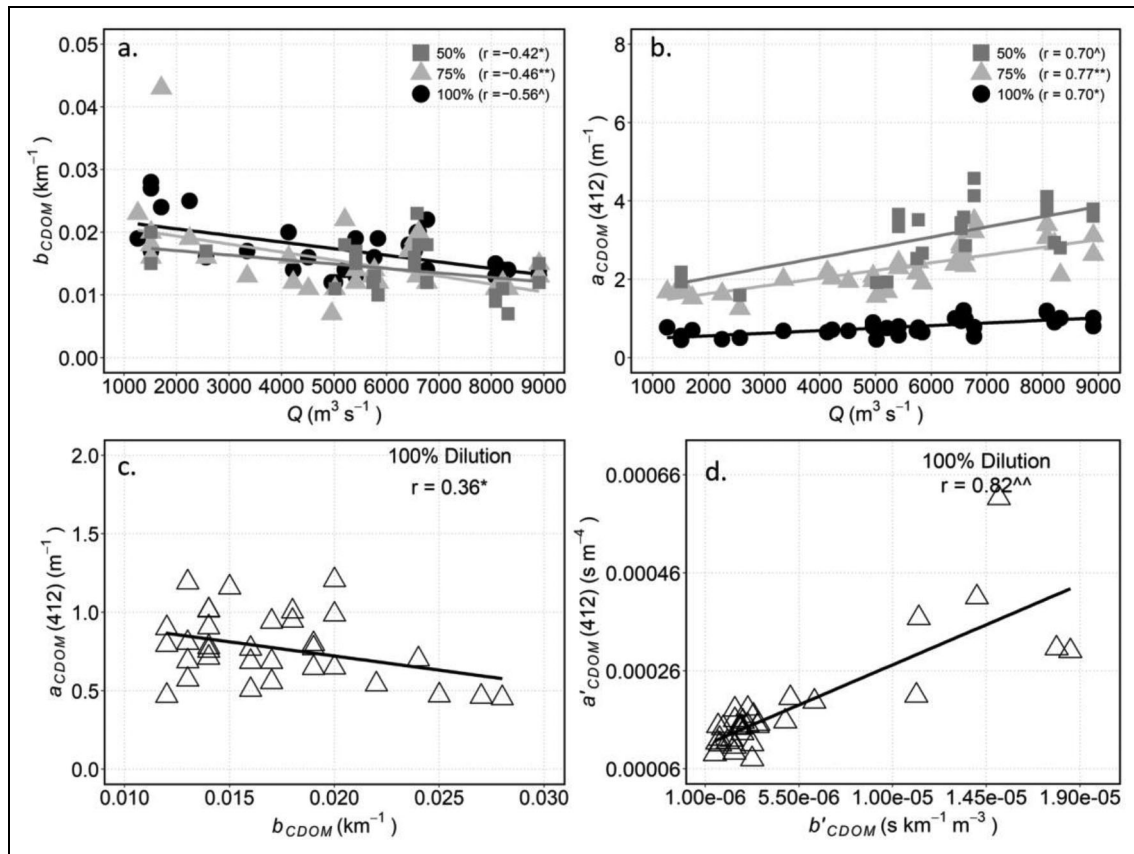 a.
50% (r = −0.42*)
75% (r = −0.46**)
100% (r = −0.56^)
0.05
0.04
0.03
0.02
0.01
0.00
b_CDOM (km⁻¹)
1000 2000 3000 4000 5000 6000 7000 8000 9000
Q (m³ s⁻¹)
b.
50% (r = 0.70^)
75% (r = 0.77**)
100% (r = 0.70*)
8
6
4
2
0
a_CDOM (412) (m⁻¹)
1000 2000 3000 4000 5000 6000 7000 8000 9000
Q (m³ s⁻¹)
c.
100% Dilution
r = 0.36*
2.0
1.5
1.0
0.5
0.0
a_CDOM (412) (m⁻¹)
0.010 0.015 0.020 0.025 0.030
b_CDOM (km⁻¹)
d.
100% Dilution
r = 0.82^^
0.00066
0.00046
0.00026
0.00006
a′_CDOM (412) (s m⁻⁴)
1.00e-06 5.50e-06 1.00e-05 1.45e-05 1.90e-05
b′_CDOM (s km⁻¹ m⁻³)